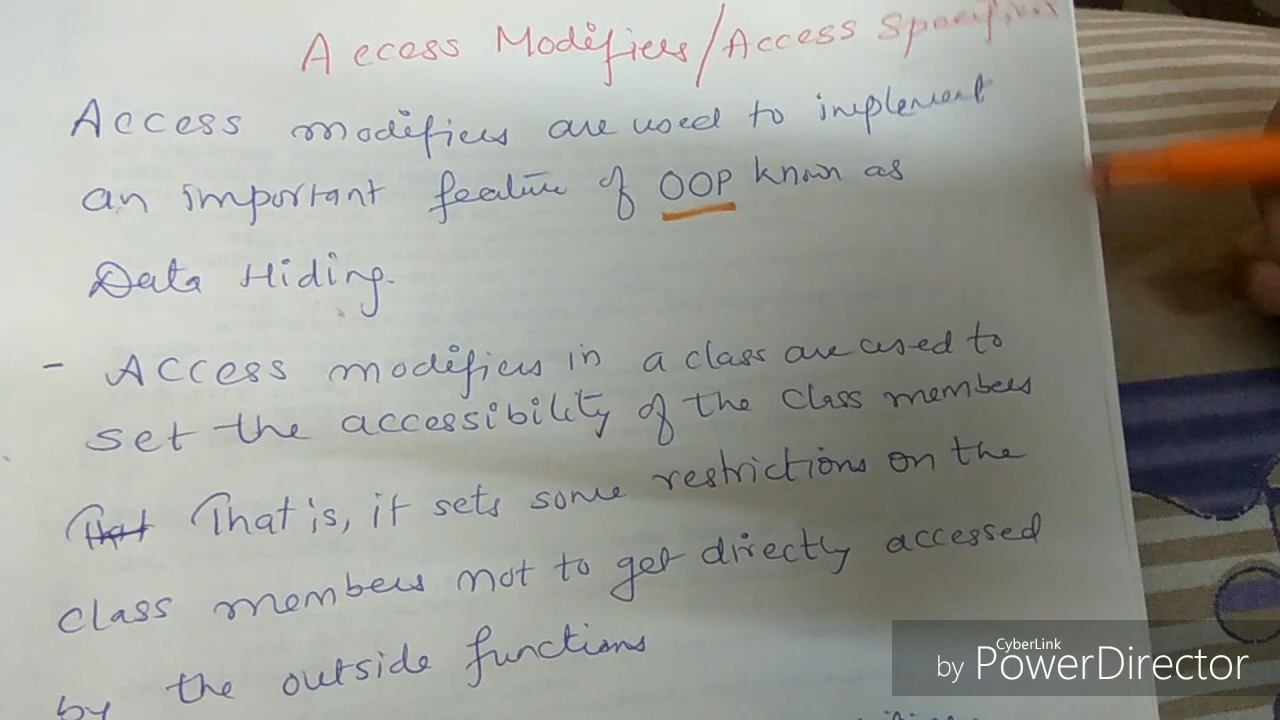 Access Modifiers/Access Specifiers
Access modifiers are used to implement
an important feature of OOP known as
Data Hiding.
- Access modifiers in a class are used to
set the accessibility of the class members
That That is, it sets some restrictions on the
class members not to get directly accessed
by the outside functions
CyberLink
by PowerDirector